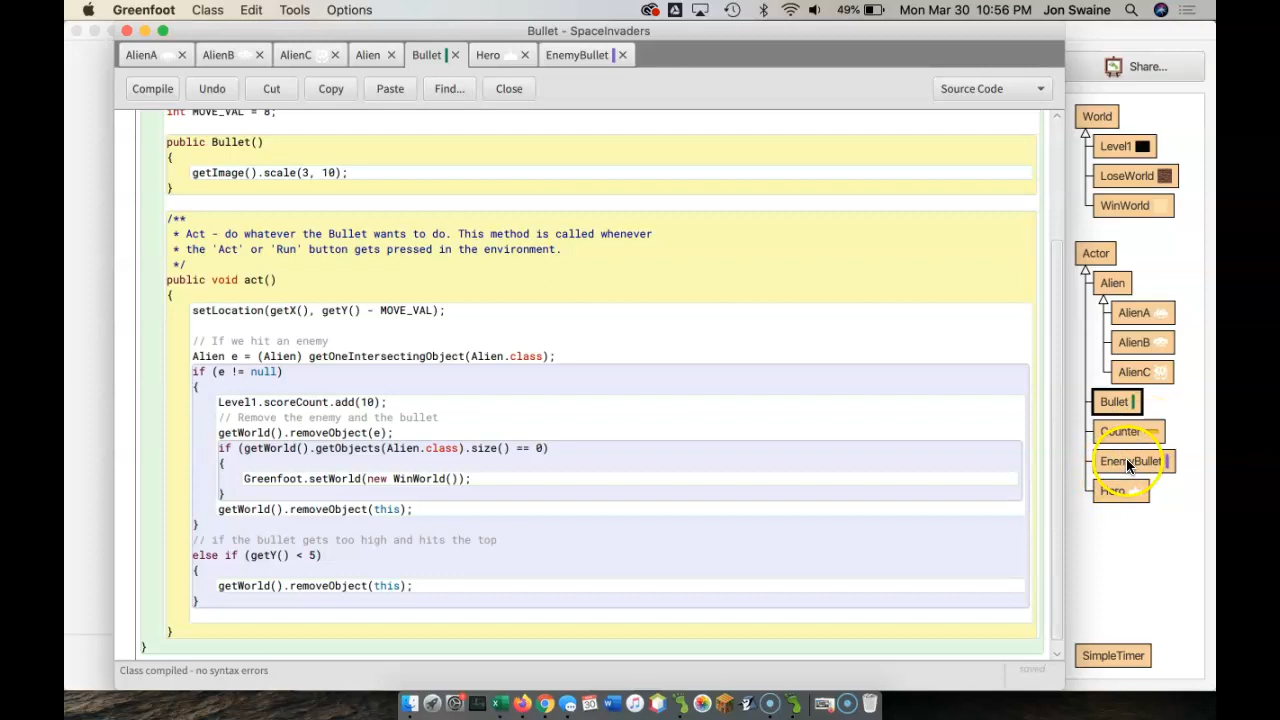 Greenfoot Class Edit Tools Options 49% Mon Mar 30 10:56 PM Jon Swaine
Bullet - SpaceInvaders
AlienA AlienB AlienC Alien Bullet Hero EnemyBullet
Compile Undo Cut Copy Paste Find... Close Source Code
Share...
int MOVE_VAL = 8;
public Bullet()
{
getImage().scale(3, 10);
}
/**
* Act - do whatever the Bullet wants to do. This method is called whenever
* the 'Act' or 'Run' button gets pressed in the environment.
*/
public void act()
{
setLocation(getX(), getY() - MOVE_VAL);
// If we hit an enemy
Alien e = (Alien) getOneIntersectingObject(Alien.class);
if (e != null)
{
Level1.scoreCount.add(10);
// Remove the enemy and the bullet
getWorld().removeObject(e);
if (getWorld().getObjects(Alien.class).size() == 0)
{
Greenfoot.setWorld(new WinWorld());
}
getWorld().removeObject(this);
}
// if the bullet gets too high and hits the top
else if (getY() < 5)
{
getWorld().removeObject(this);
}
}
}
Class compiled - no syntax errors
saved
World
Level1
LoseWorld
WinWorld
Actor
Alien
AlienA
AlienB
AlienC
Bullet
Counter
EnemyBullet
Hero
SimpleTimer